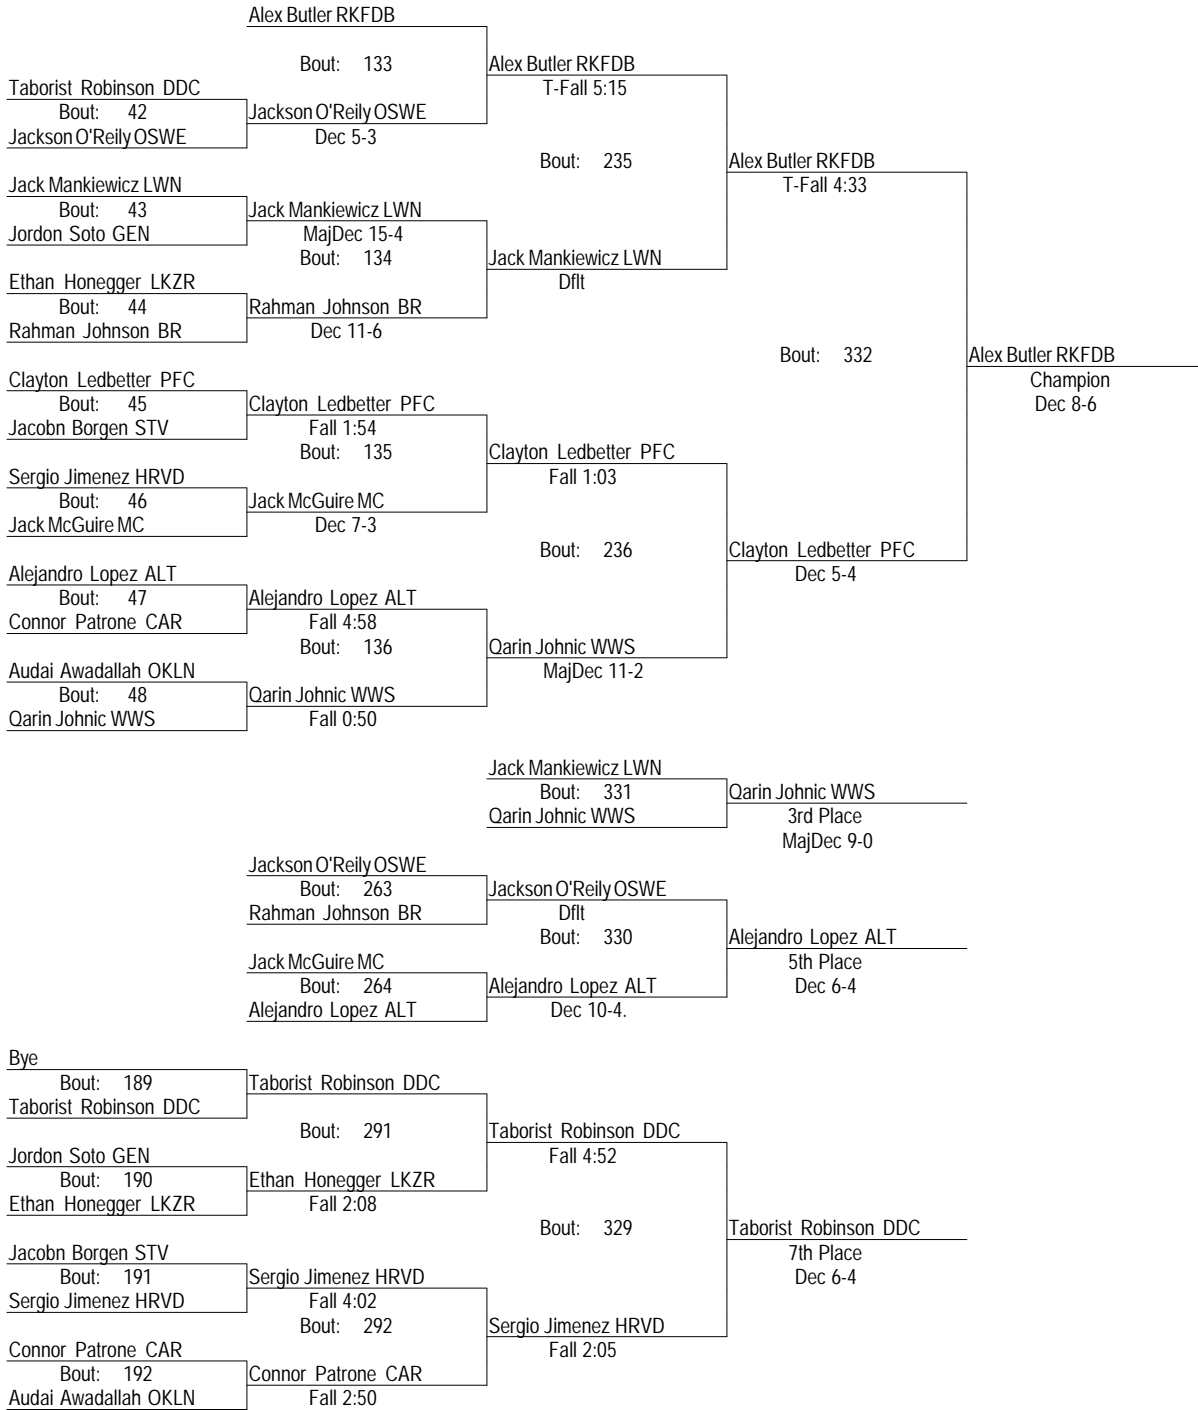 Alex Butler RKFDB
Bout: 133
Alex Butler RKFDB
T-Fall 5:15
Taborist Robinson DDC
Bout: 42
Jackson O'Reily OSWE
Jackson O'Reily OSWE
Dec 5-3
Bout: 235
Alex Butler RKFDB
T-Fall 4:33
Jack Mankiewicz LWN
Bout: 43
Jordon Soto GEN
Jack Mankiewicz LWN
MajDec 15-4
Bout: 134
Jack Mankiewicz LWN
Dflt
Ethan Honegger LKZR
Bout: 44
Rahman Johnson BR
Rahman Johnson BR
Dec 11-6
Bout: 332
Alex Butler RKFDB
Champion
Dec 8-6
Clayton Ledbetter PFC
Bout: 45
Jacobn Borgen STV
Clayton Ledbetter PFC
Fall 1:54
Bout: 135
Clayton Ledbetter PFC
Fall 1:03
Sergio Jimenez HRVD
Bout: 46
Jack McGuire MC
Jack McGuire MC
Dec 7-3
Bout: 236
Clayton Ledbetter PFC
Dec 5-4
Alejandro Lopez ALT
Bout: 47
Connor Patrone CAR
Alejandro Lopez ALT
Fall 4:58
Bout: 136
Qarin Johnic WWS
MajDec 11-2
Audai Awadallah OKLN
Bout: 48
Qarin Johnic WWS
Qarin Johnic WWS
Fall 0:50
Jack Mankiewicz LWN
Bout: 331
Qarin Johnic WWS
Qarin Johnic WWS
3rd Place
MajDec 9-0
Jackson O'Reily OSWE
Bout: 263
Rahman Johnson BR
Jackson O'Reily OSWE
Dflt
Bout: 330
Alejandro Lopez ALT
5th Place
Dec 6-4
Jack McGuire MC
Bout: 264
Alejandro Lopez ALT
Alejandro Lopez ALT
Dec 10-4.
Bye
Bout: 189
Taborist Robinson DDC
Taborist Robinson DDC
Bout: 291
Taborist Robinson DDC
Fall 4:52
Jordon Soto GEN
Bout: 190
Ethan Honegger LKZR
Ethan Honegger LKZR
Fall 2:08
Bout: 329
Taborist Robinson DDC
7th Place
Dec 6-4
Jacobn Borgen STV
Bout: 191
Sergio Jimenez HRVD
Sergio Jimenez HRVD
Fall 4:02
Bout: 292
Sergio Jimenez HRVD
Fall 2:05
Connor Patrone CAR
Bout: 192
Audai Awadallah OKLN
Connor Patrone CAR
Fall 2:50